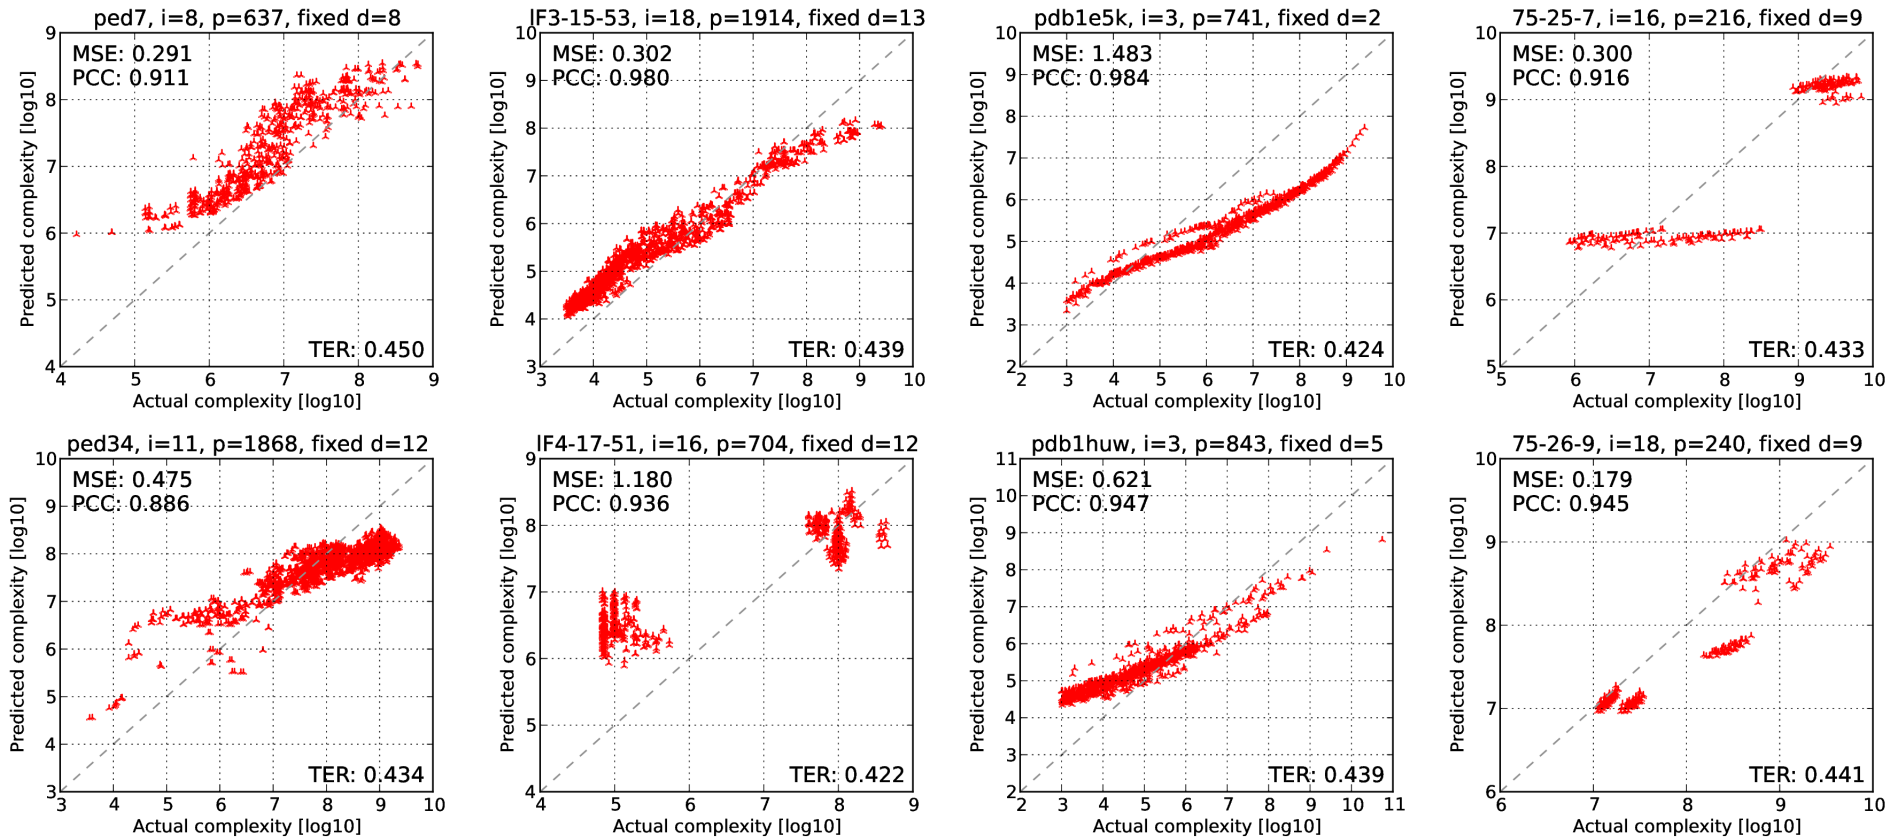 ped7, i=8, p=637, fixed d=8
MSE: 0.291
PCC: 0.911
TER: 0.450
Predicted complexity [log10]
9
8
7
6
5
4
4 5 6 7 8 9
Actual complexity [log10]
lF3-15-53, i=18, p=1914, fixed d=13
MSE: 0.302
PCC: 0.980
TER: 0.439
Predicted complexity [log10]
10
9
8
7
6
5
4
3
3 4 5 6 7 8 9 10
Actual complexity [log10]
pdb1e5k, i=3, p=741, fixed d=2
MSE: 1.483
PCC: 0.984
TER: 0.424
Predicted complexity [log10]
10
9
8
7
6
5
4
3
2
2 3 4 5 6 7 8 9 10
Actual complexity [log10]
75-25-7, i=16, p=216, fixed d=9
MSE: 0.300
PCC: 0.916
TER: 0.433
Predicted complexity [log10]
10
9
8
7
6
5
5 6 7 8 9 10
Actual complexity [log10]
ped34, i=11, p=1868, fixed d=12
MSE: 0.475
PCC: 0.886
TER: 0.434
Predicted complexity [log10]
10
9
8
7
6
5
4
3
3 4 5 6 7 8 9 10
Actual complexity [log10]
lF4-17-51, i=16, p=704, fixed d=12
MSE: 1.180
PCC: 0.936
TER: 0.422
Predicted complexity [log10]
9
8
7
6
5
4
4 5 6 7 8 9
Actual complexity [log10]
pdb1huw, i=3, p=843, fixed d=5
MSE: 0.621
PCC: 0.947
TER: 0.439
Predicted complexity [log10]
11
10
9
8
7
6
5
4
3
2
2 3 4 5 6 7 8 9 10 11
Actual complexity [log10]
75-26-9, i=18, p=240, fixed d=9
MSE: 0.179
PCC: 0.945
TER: 0.441
Predicted complexity [log10]
10
9
8
7
6
6 7 8 9 10
Actual complexity [log10]